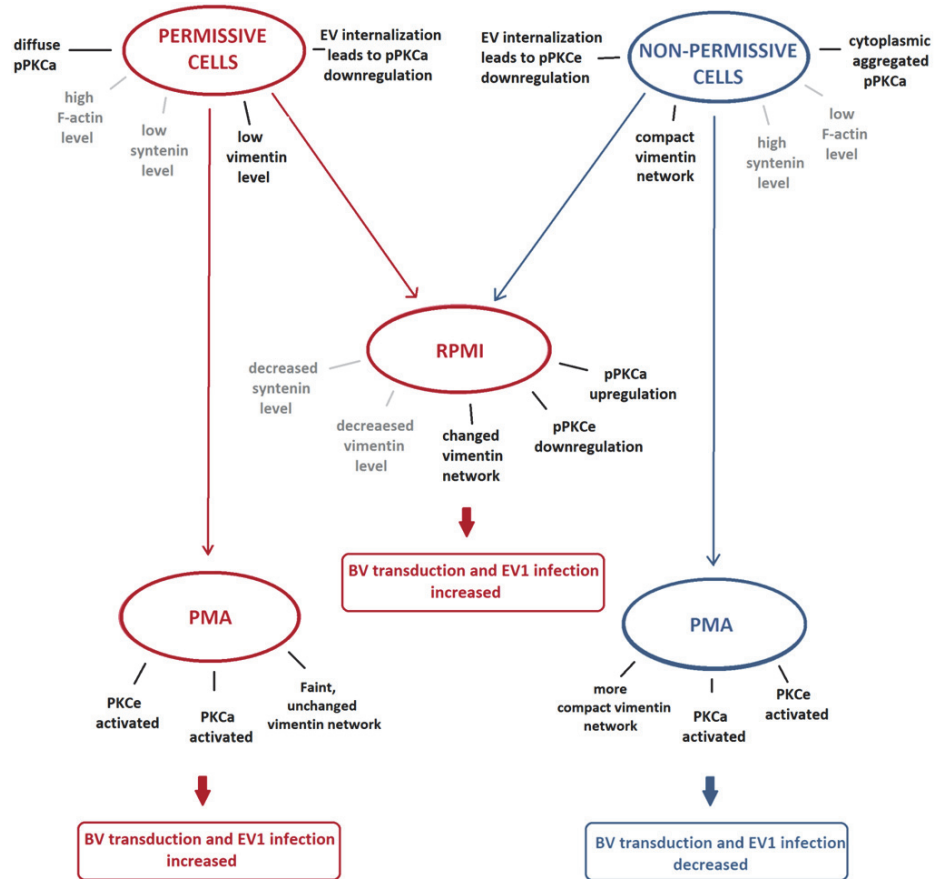 diffuse
pPKCa
PERMISSIVE
CELLS
EV internalization
leads to pPKCa
downregulation
high
F-actin
level
low
syntenin
level
low
vimentin
level
EV internalization
leads to pPKCe
downregulation
NON-PERMISSIVE
CELLS
cytoplasmic
aggregated
pPKCa
compact
vimentin
network
high
syntenin
level
low
F-actin
level
RPMI
decreased
syntenin
level
decreaesed
vimentin
level
changed
vimentin
network
pPKCe
downregulation
pPKCa
upregulation
BV transduction and EV1 infection
increased
PMA
PKCe
activated
PKCa
activated
Faint,
unchanged
vimentin network
BV transduction and EV1 infection
increased
PMA
more
compact vimentin
network
PKCa
activated
PKCe
activated
BV transduction and EV1 infection
decreased